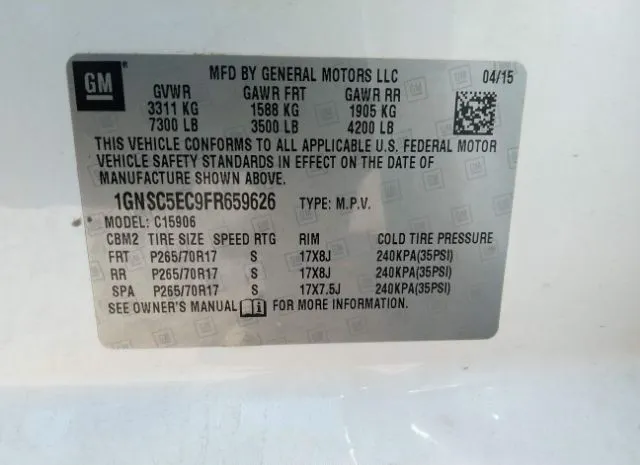 GM ® MFD BY GENERAL MOTORS LLC 04/15
GVWR GAWR FRT GAWR RR
3311 KG 1588 KG 1905 KG
7300 LB 3500 LB 4200 LB
THIS VEHICLE CONFORMS TO ALL APPLICABLE U.S. FEDERAL MOTOR
VEHICLE SAFETY STANDARDS IN EFFECT ON THE DATE OF
MANUFACTURE SHOWN ABOVE.
1GNSC5EC9FR659626 TYPE: M.P.V.
MODEL: C15906
CBM2 TIRE SIZE SPEED RTG RIM COLD TIRE PRESSURE
FRT P265/70R17 S 17X8J 240KPA(35PSI)
RR P265/70R17 S 17X8J 240KPA(35PSI)
SPA P265/70R17 S 17X7.5J 240KPA(35PSI)
SEE OWNER'S MANUAL i FOR MORE INFORMATION.